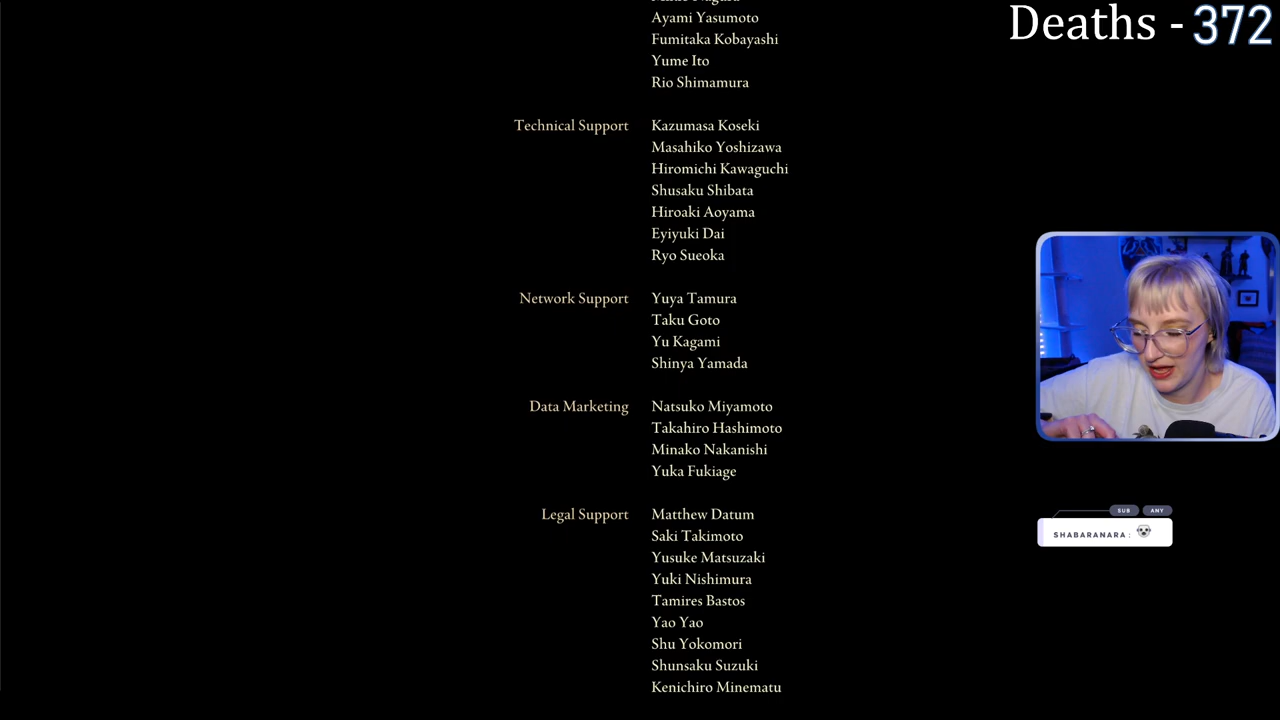 Deaths - 372
Ayami Yasumoto
Fumitaka Kobayashi
Yume Ito
Rio Shimamura
Technical Support Kazumasa Koseki
Masahiko Yoshizawa
Hiromichi Kawaguchi
Shusaku Shibata
Hiroaki Aoyama
Eyiyuki Dai
Ryo Sueoka
Network Support Yuya Tamura
Taku Goto
Yu Kagami
Shinya Yamada
Data Marketing Natsuko Miyamoto
Takahiro Hashimoto
Minako Nakanishi
Yuka Fukiage
Legal Support Matthew Datum
Saki Takimoto
Yusuke Matsuzaki
Yuki Nishimura
Tamires Bastos
Yao Yao
Shu Yokomori
Shunsaku Suzuki
Kenichiro Minematu
SUB ANY
SHABARANARA :